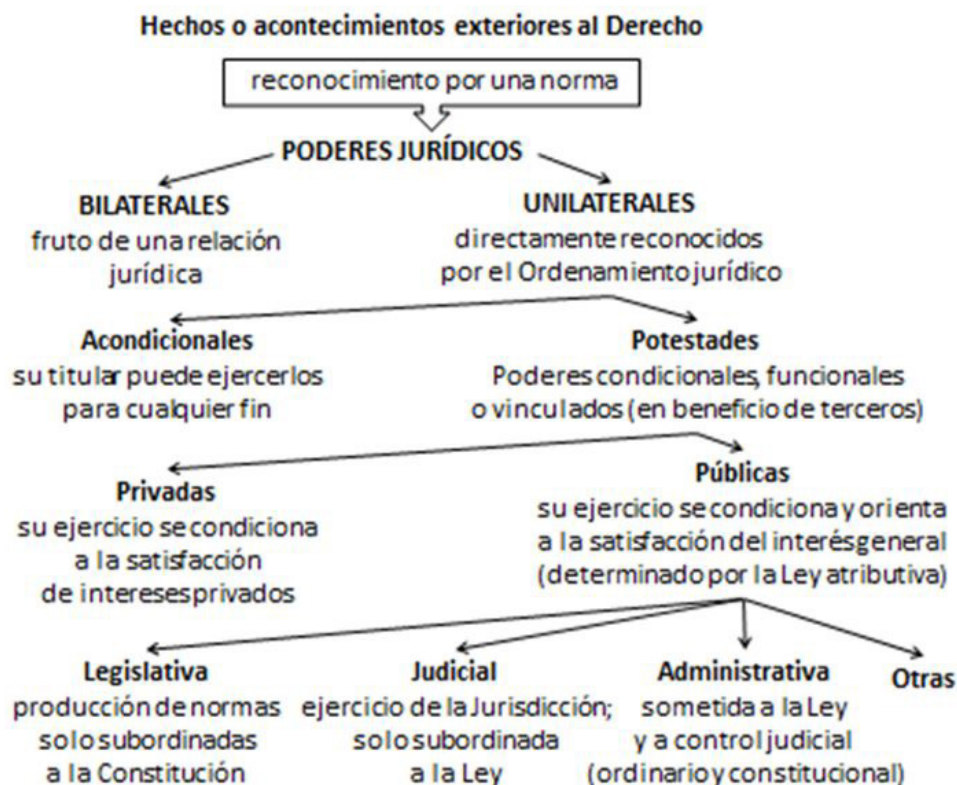 Hechos o acontecimientos exteriores al Derecho
reconocimiento por una norma
PODERES JURÍDICOS
BILATERALES
fruto de una relación
jurídica
UNILATERALES
directamente reconocidos
por el Ordenamiento jurídico
Acondicionales
su titular puede ejercerlos
para cualquier fin
Potestades
Poderes condicionales, funcionales
o vinculados (en beneficio de terceros)
Privadas
su ejercicio se condiciona
a la satisfacción
de intereses privados
Públicas
su ejercicio se condiciona y orienta
a la satisfacción del interés general
(determinado por la Ley atributiva)
Legislativa
producción de normas
solo subordinadas
a la Constitución
Judicial
ejercicio de la Jurisdicción;
solo subordinada
a la Ley
Administrativa
sometida a la Ley
y a control judicial
(ordinario y constitucional)
Otras